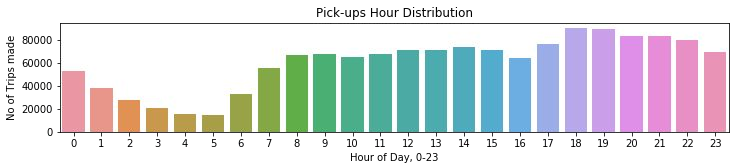 Pick-ups Hour Distribution
No of Trips made
80000
60000
40000
20000
0
0 1 2 3 4 5 6 7 8 9 10 11 12 13 14 15 16 17 18 19 20 21 22 23
Hour of Day, 0-23